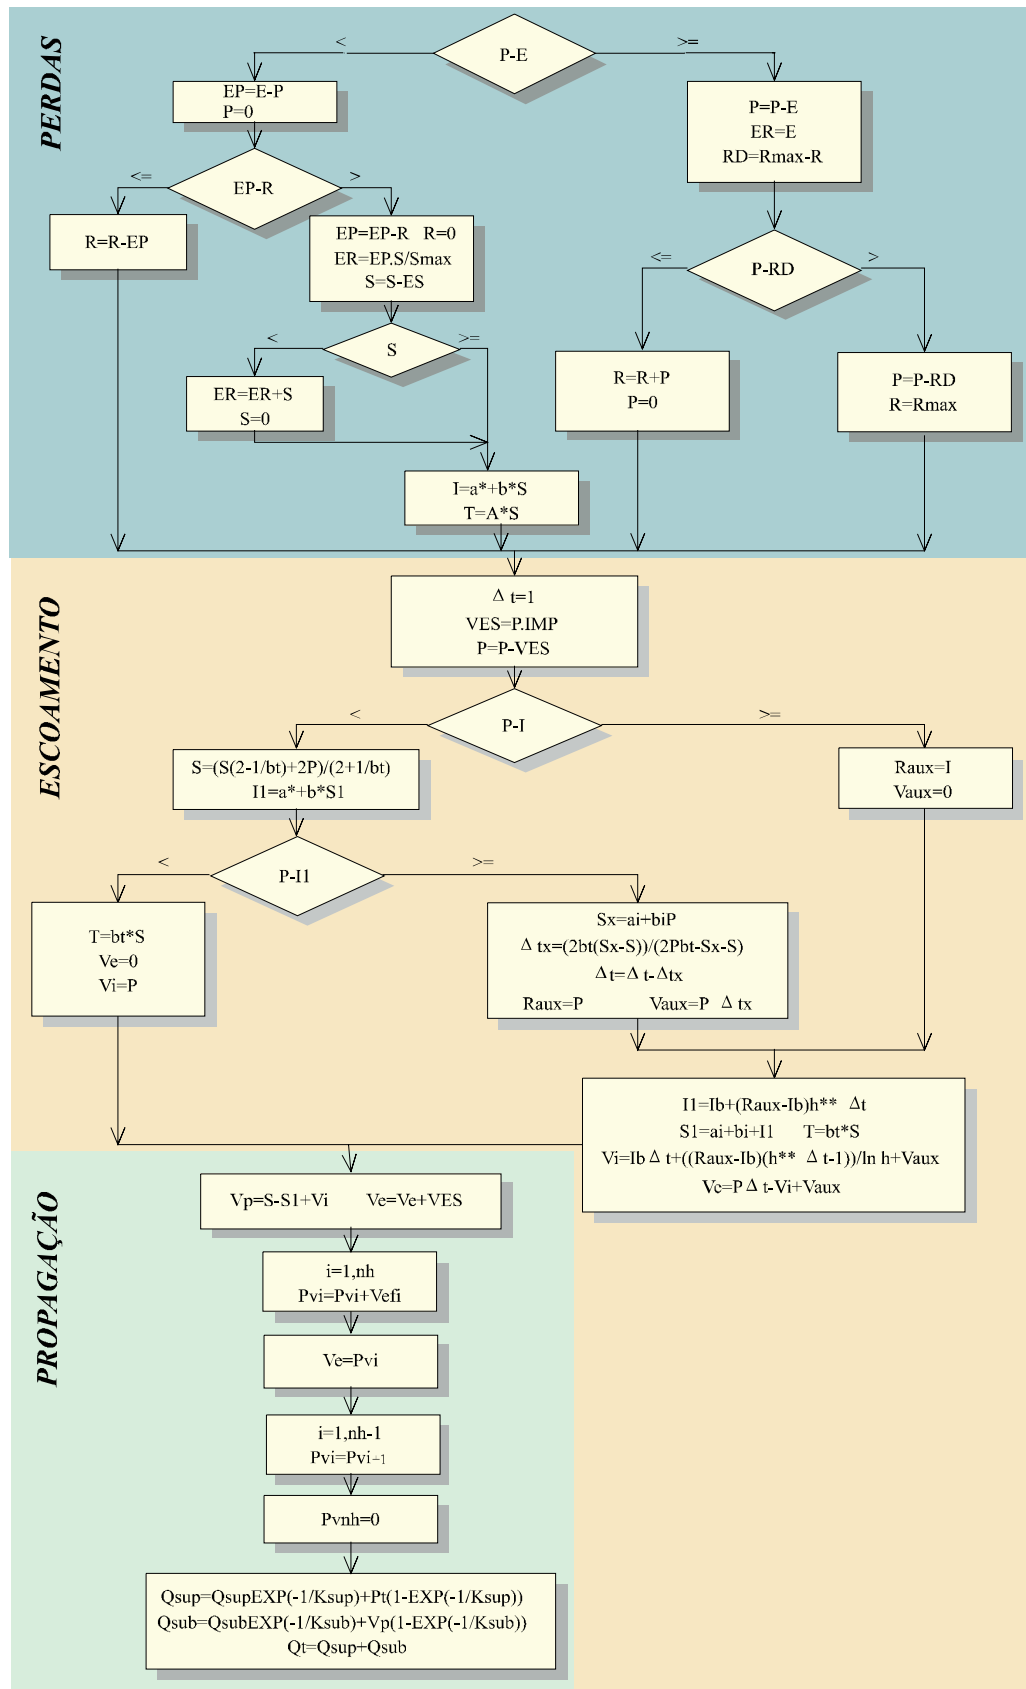 PERDAS
<
P-E
>=
EP=E-P
P=0
P=P-E
ER=E
RD=Rmax-R
<=
EP-R
>
R=R-EP
EP=EP-R R=0
ER=EP.S/Smax
S=S-ES
<=
P-RD
>
<
S
>=
ER=ER+S
S=0
R=R+P
P=0
P=P-RD
R=Rmax
I=a*+b*S
T=A*S
ESCOAMENTO
Δ t=1
VES=P.IMP
P=P-VES
<
P-I
>=
S=(S(2-1/bt)+2P)/(2+1/bt)
I1=a*+b*S1
Raux=I
Vaux=0
<
P-I1
>=
T=bt*S
Ve=0
Vi=P
Sx=ai+biP
Δ tx=(2bt(Sx-S))/(2Pbt-Sx-S)
Δt=Δ t-Δtx
Raux=P Vaux=P Δ tx
I1=Ib+(Raux-Ib)h** Δt
S1=ai+bi+I1 T=bt*S
Vi=Ib Δ t+((Raux-Ib)(h** Δ t-1))/ln h+Vaux
Ve=P Δ t-Vi+Vaux
PROPAGAÇÃO
Vp=S-S1+Vi Ve=Ve+VES
i=1,nh
Pvi=Pvi+Vefi
Ve=Pvi
i=1,nh-1
Pvi=Pvi+1
Pvnh=0
Qsup=QsupEXP(-1/Ksup)+Pt(1-EXP(-1/Ksup))
Qsub=QsubEXP(-1/Ksub)+Vp(1-EXP(-1/Ksub))
Qt=Qsup+Qsub